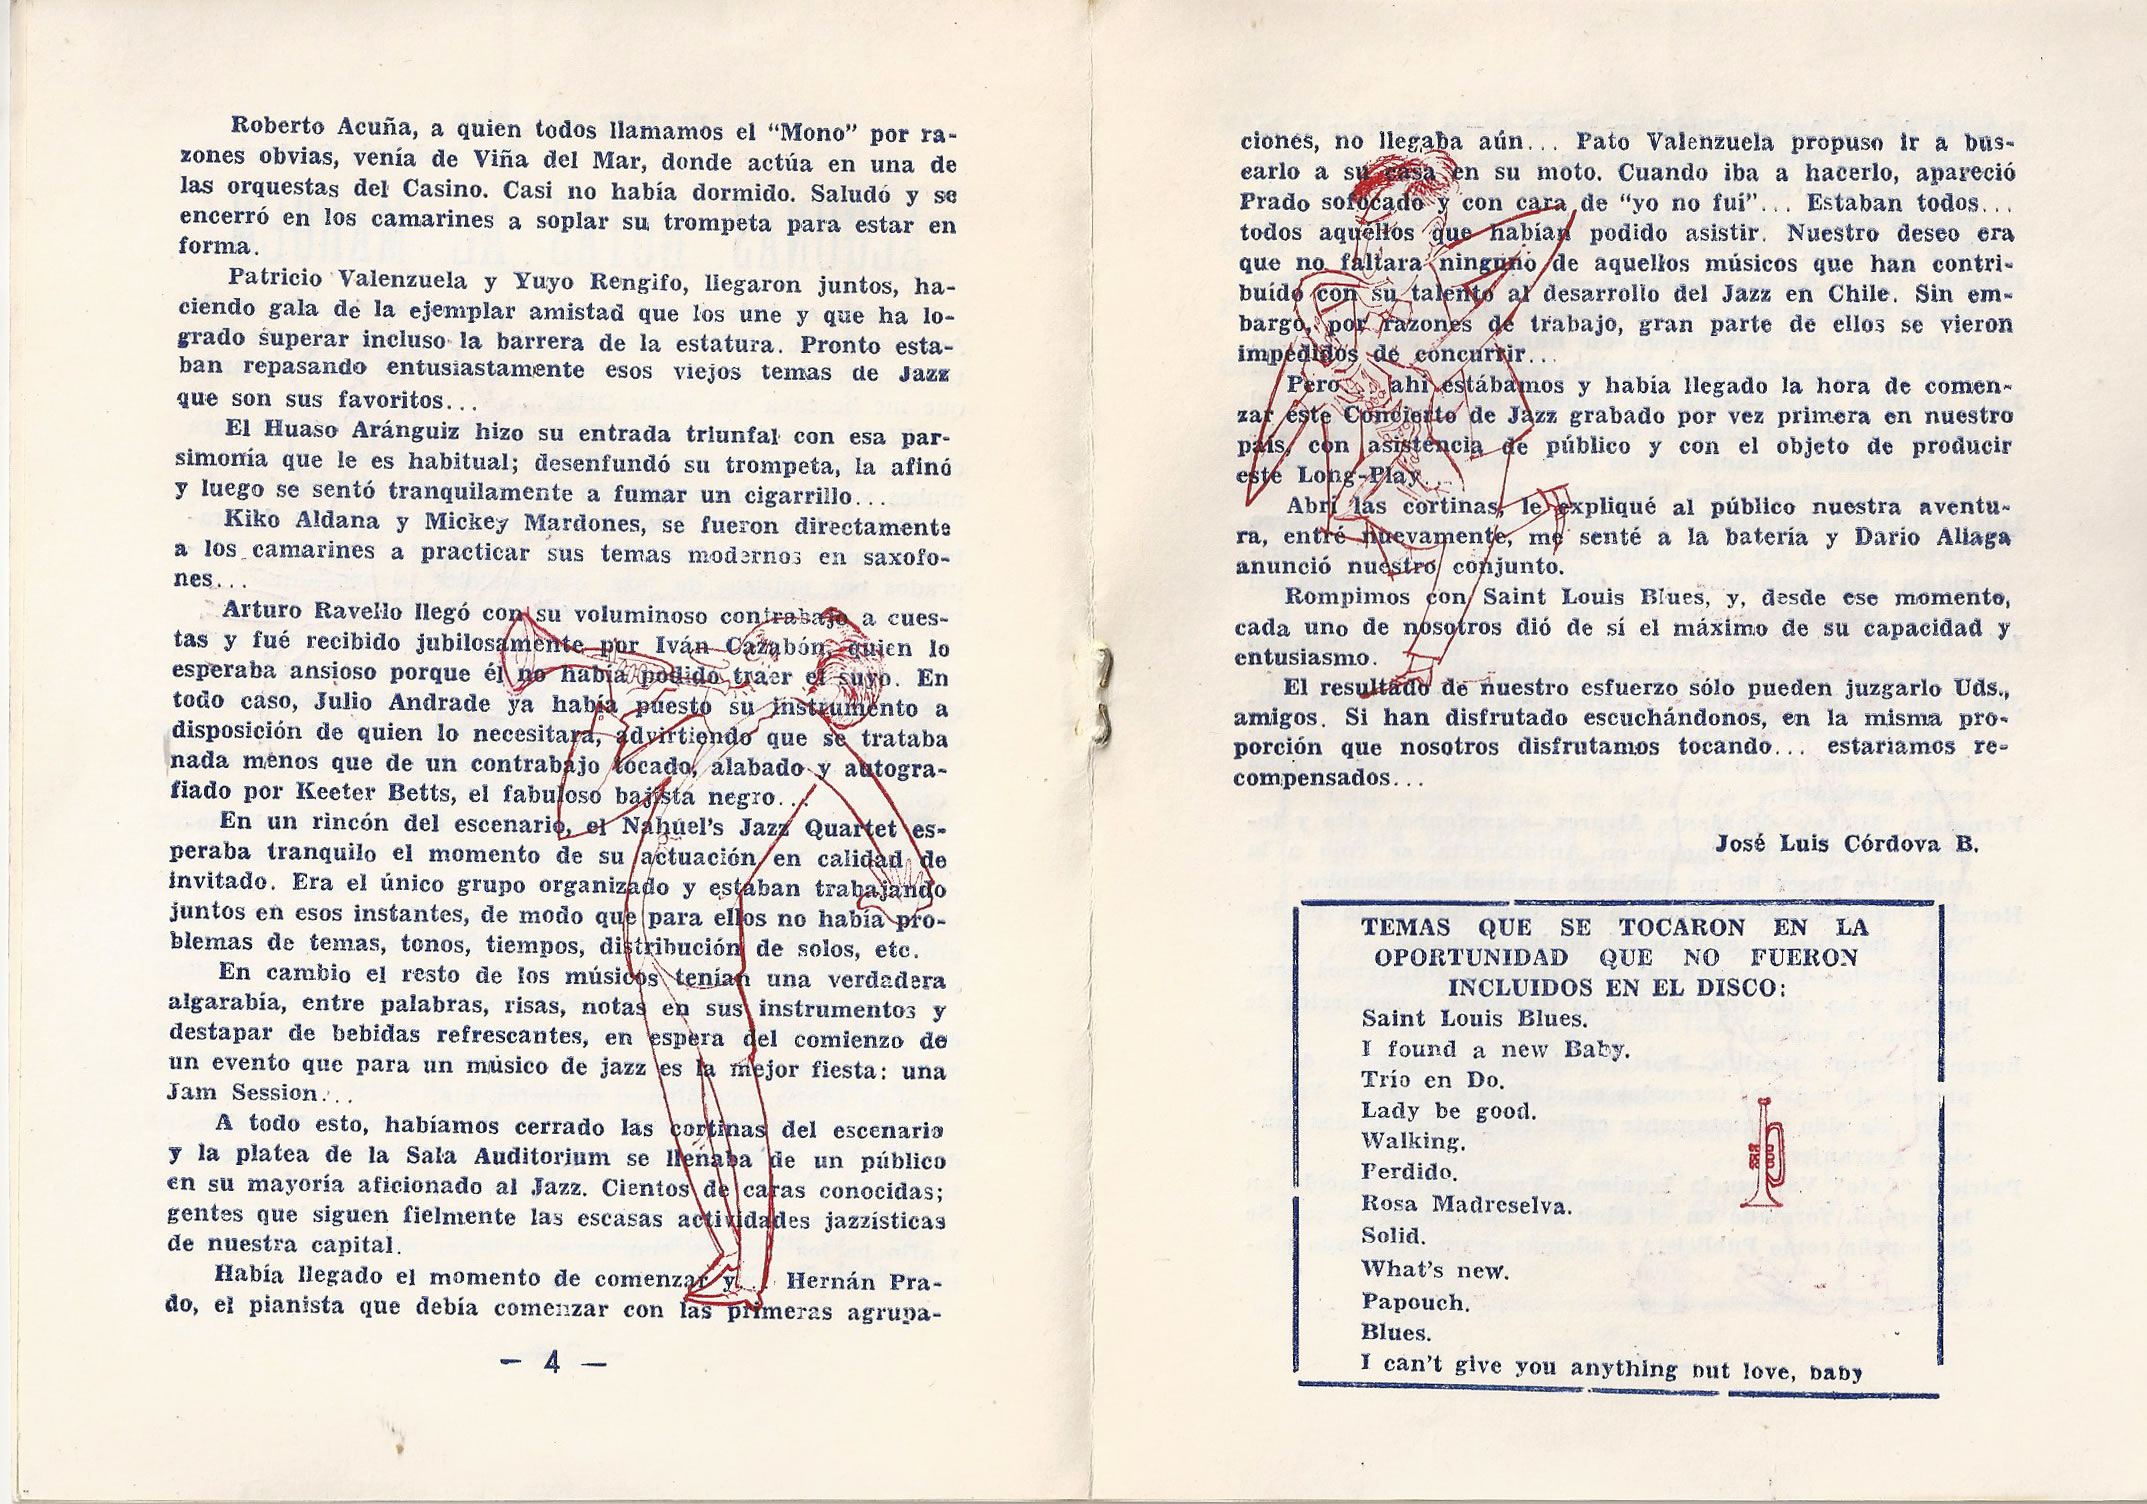 Roberto Acuña, a quien todos llamamos el “Mono” por ra-
zones obvias, venía de Viña del Mar, donde actúa en una de
las orquestas del Casino. Casi no había dormido. Saludó y se
encerró en los camarines a soplar su trompeta para estar en
forma.
Patricio Valenzuela y Yuyo Rengifo, llegaron juntos, ha-
ciendo gala de la ejemplar amistad que los une y que ha lo-
grado superar incluso la barrera de la estatura. Pronto esta-
ban repasando entusiastamente esos viejos temas de Jazz
que son sus favoritos...
El Huaso Aránguiz hizo su entrada triunfal con esa par-
simonía que le es habitual; desenfundó su trompeta, la afinó
y luego se sentó tranquilamente a fumar un cigarrillo...
Kiko Aldana y Mickey Mardones, se fueron directamente
a los camarines a practicar sus temas modernos en saxofo-
nes...
Arturo Ravello llegó con su voluminoso contrabajo a cues-
tas y fué recibido jubilosamente por Iván Cazabón, quien lo
esperaba ansioso porque él no había podido traer el suyo. En
todo caso, Julio Andrade ya había puesto su instrumento a
disposición de quien lo necesitara, advirtiendo que se trataba
nada menos que de un contrabajo tocado, alabado y autogra-
fiado por Keeter Betts, el fabuloso bajista negro...
En un rincón del escenario, el Nahuel's Jazz Quartet es-
peraba tranquilo el momento de su actuación en calidad de
invitado. Era el único grupo organizado y estaban trabajando
juntos en esos instantes, de modo que para ellos no había pro-
blemas de temas, tonos, tiempos, distribución de solos, etc.
En cambio el resto de los músicos tenían una verdadera
algarabía, entre palabras, risas, notas en sus instrumentos y
destapar de bebidas refrescantes, en espera del comienzo de
un evento que para un músico de jazz es la mejor fiesta: una
Jam Session...
A todo esto, habíamos cerrado las cortinas del escenario
y la platea de la Sala Auditorium se llenaba de un público
en su mayoría aficionado al Jazz. Cientos de caras conocidas;
gentes que siguen fielmente las escasas actividades jazzísticas
de nuestra capital.
Había llegado el momento de comenzar y... Hernán Pra-
do, el pianista que debía comenzar con las primeras agrupa-
— 4 —
ciones, no llegaba aún... Pato Valenzuela propuso ir a bus-
carlo a su casa en su moto. Cuando iba a hacerlo, apareció
Prado sofocado y con cara de “yo no fui”... Estaban todos...
todos aquellos que habían podido asistir. Nuestro deseo era
que no faltara ninguno de aquellos músicos que han contri-
buído con su talento al desarrollo del Jazz en Chile. Sin em-
bargo, por razones de trabajo, gran parte de ellos se vieron
impedidos de concurrir...
Pero... ahí estábamos y había llegado la hora de comen-
zar este Concierto de Jazz grabado por vez primera en nuestro
país, con asistencia de público y con el objeto de producir
este Long-Play...
Abrí las cortinas, le expliqué al público nuestra aventu-
ra, entré nuevamente, me senté a la batería y Dario Aliaga
anunció nuestro conjunto.
Rompimos con Saint Louis Blues, y, desde ese momento,
cada uno de nosotros dió de sí el máximo de su capacidad y
entusiasmo.
El resultado de nuestro esfuerzo sólo pueden juzgarlo Uds.,
amigos. Si han disfrutado escuchándonos, en la misma pro-
porción que nosotros disfrutamos tocando... estaríamos re-
compensados...
José Luis Córdova B.
TEMAS QUE SE TOCARON EN LA
OPORTUNIDAD QUE NO FUERON
INCLUIDOS EN EL DISCO:
Saint Louis Blues.
I found a new Baby.
Trío en Do.
Lady be good.
Walking.
Perdido.
Rosa Madreselva.
Solid.
What's new.
Papouch.
Blues.
I can't give you anything but love, baby